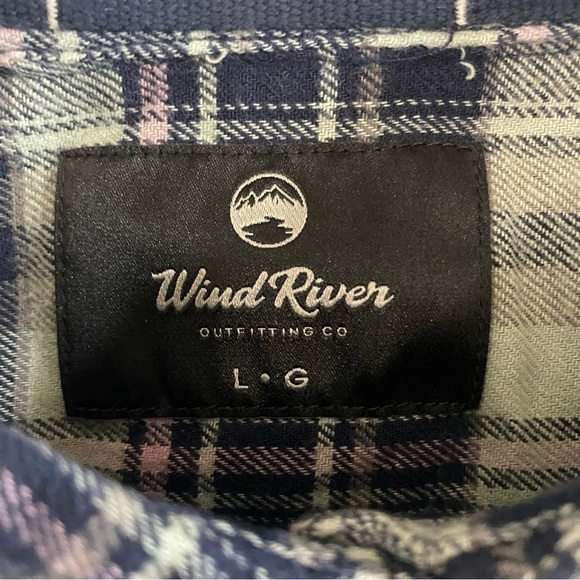 Wind River
OUTFITTING CO
L • G